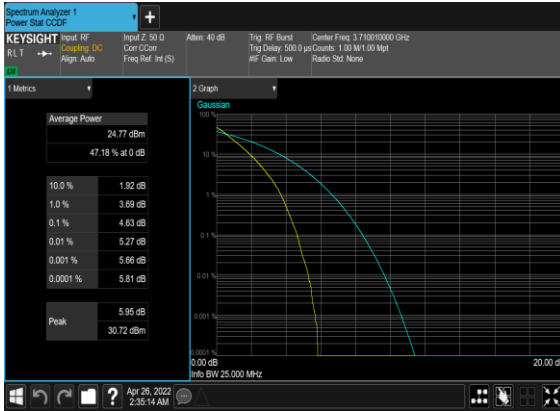 Spectrum Analyzer 1
Power Stat CCDF
+
KEYSIGHT Input: RF Input Z: 50 Ω Atten: 40 dB Trig: RF Burst Center Freq: 3.710010000 GHz
RLT Coupling: DC Corr CCorr Trig Delay: 500.0 µs Counts: 1.00 M/1.00 Mpt
Align: Auto Freq Ref: Int (S) #IF Gain: Low Radio Std: None
1 Metrics
Average Power
24.77 dBm
47.18 % at 0 dB
10.0 % 1.92 dB
1.0 % 3.69 dB
0.1 % 4.63 dB
0.01 % 5.27 dB
0.001 % 5.66 dB
0.0001 % 5.81 dB
Peak 5.95 dB
30.72 dBm
2 Graph
Gaussian
100 %
10 %
1 %
0.1 %
0.01 %
0.001 %
0.0001 %
0.00 dB 20.00 d
Info BW 25.000 MHz
? Apr 26, 2022
2:35:14 AM